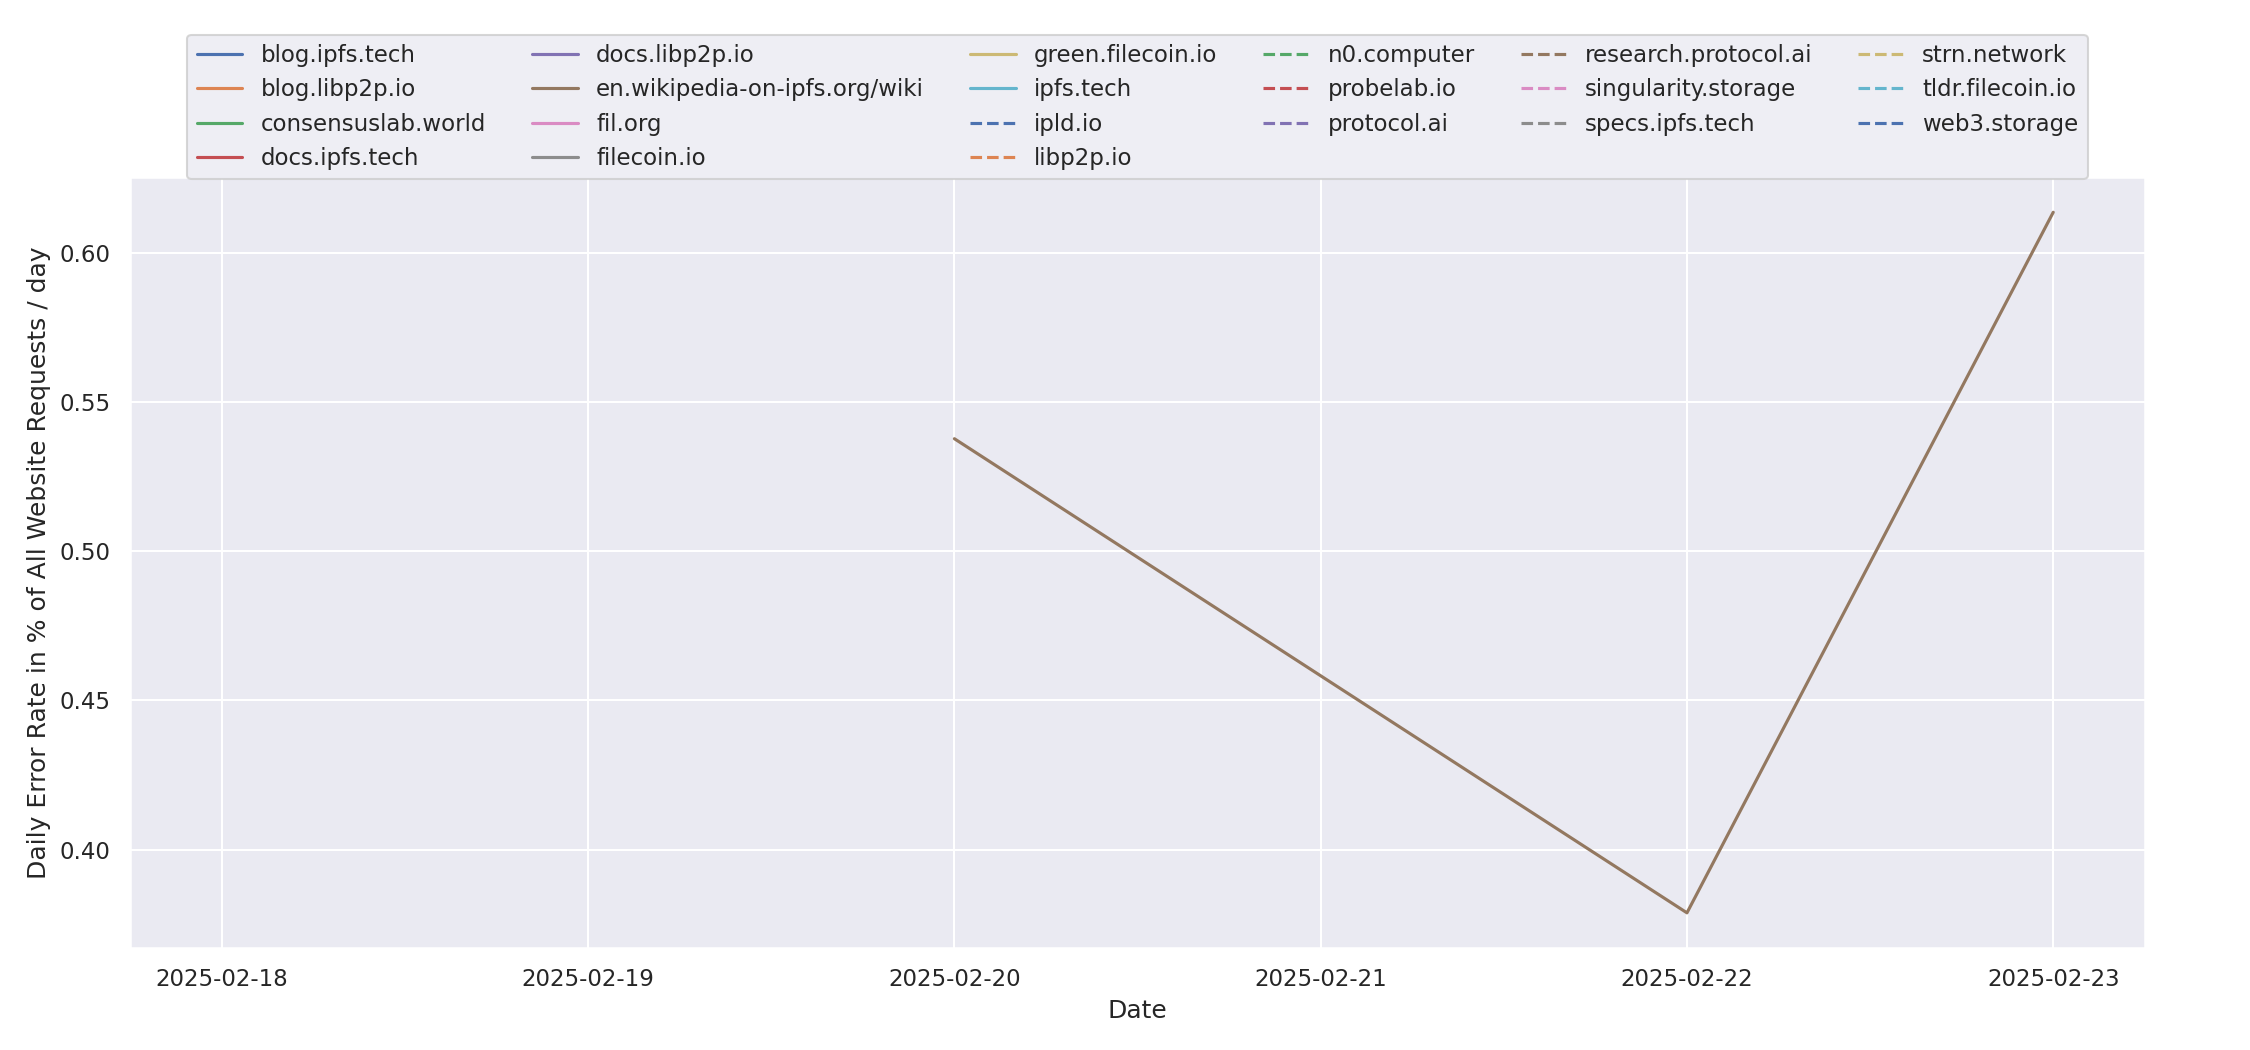 blog.ipfs.tech
blog.libp2p.io
consensuslab.world
docs.ipfs.tech
docs.libp2p.io
en.wikipedia-on-ipfs.org/wiki
fil.org
filecoin.io
green.filecoin.io
ipfs.tech
ipld.io
libp2p.io
n0.computer
probelab.io
protocol.ai
research.protocol.ai
singularity.storage
specs.ipfs.tech
strn.network
tldr.filecoin.io
web3.storage
Daily Error Rate in % of All Website Requests / day
0.60
0.55
0.50
0.45
0.40
2025-02-18
2025-02-19
2025-02-20
2025-02-21
2025-02-22
2025-02-23
Date